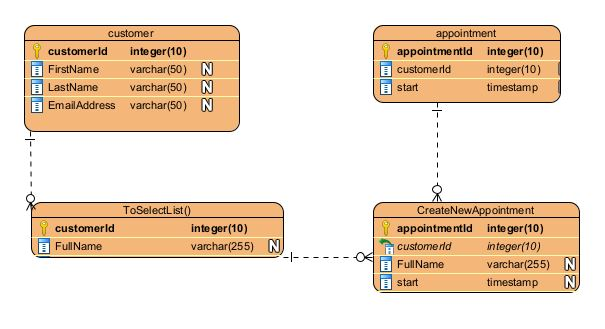 customer
customerId integer(10)
FirstName varchar(50) N
LastName varchar(50) N
EmailAddress varchar(50) N
appointment
appointmentId integer(10)
customerId integer(10)
start timestamp
ToSelectList()
customerId integer(10)
FullName varchar(255) N
CreateNewAppointment
appointmentId integer(10)
customerId integer(10)
FullName varchar(255) N
start timestamp N